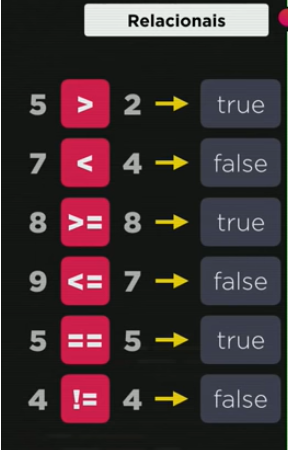 Relacionais
5 > 2 → true
7 < 4 → false
8 >= 8 → true
9 <= 7 → false
5 == 5 → true
4 != 4 → false